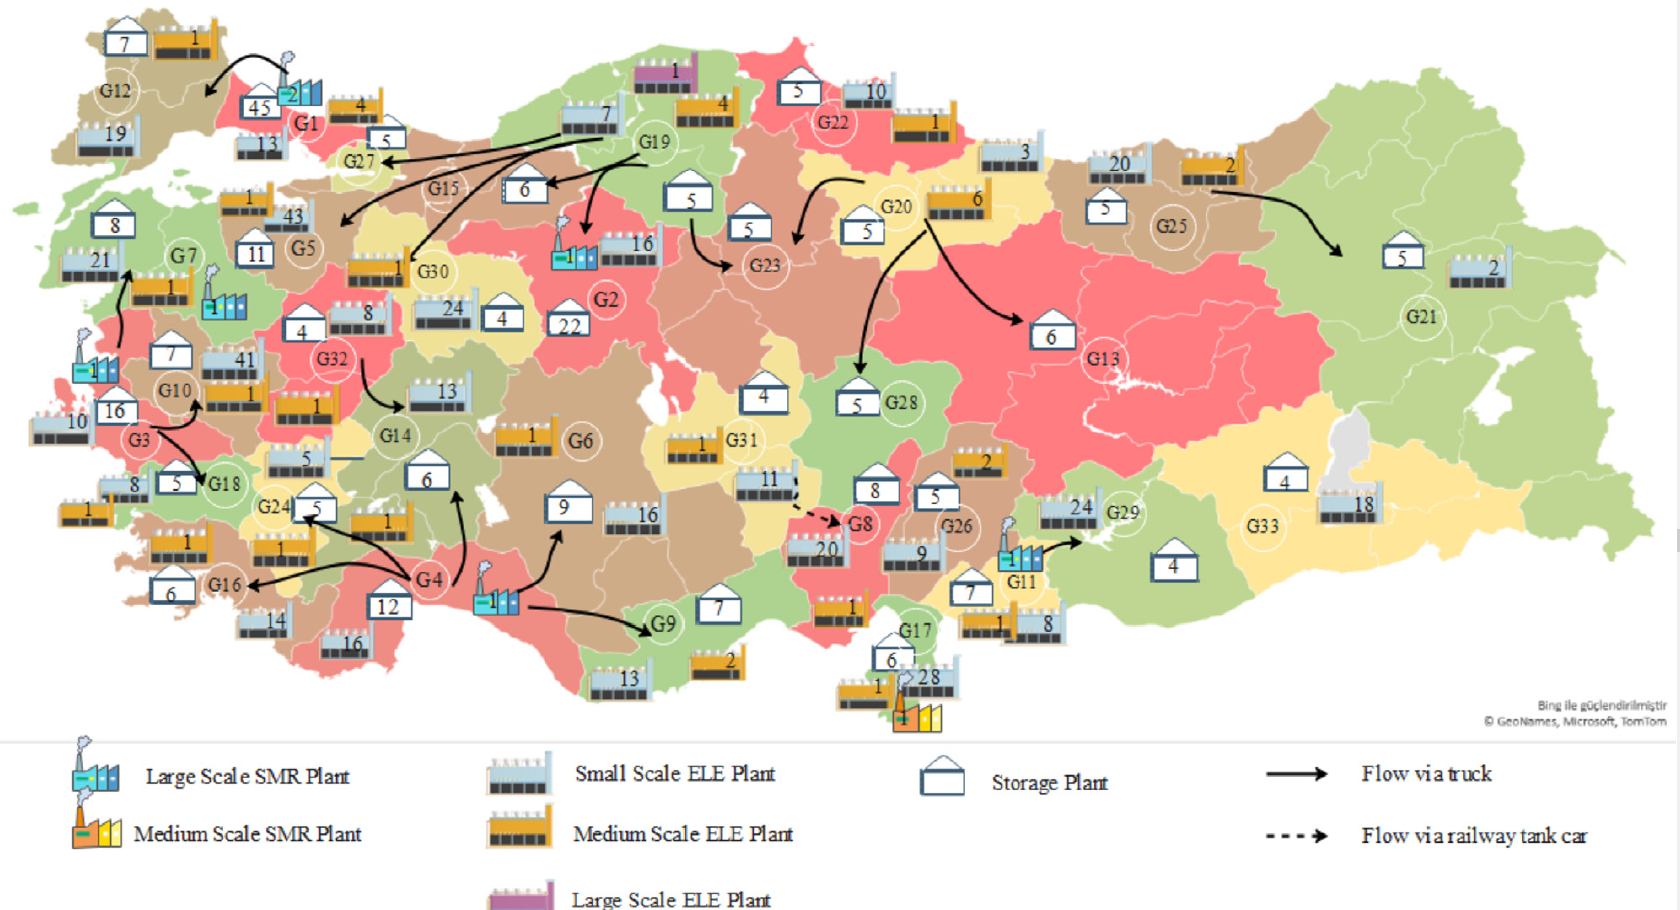 7
1
G12
19
2
45
G1
4
13
5
G27
G15
6
7
1
4
G19
5
5
10
G22
1
3
20
2
5
G25
8
21
G7
1
1
1
43
11
G5
1
G30
24
4
1
16
G2
22
5
G23
5
G20
6
5
2
G21
1
7
G10
41
1
4
8
G32
1
6
G13
10
16
G3
13
G14
1
G6
4
1
G31
5
G28
8
5
G18
1
5
G24
5
6
1
9
16
11
8
G8
20
2
5
G26
9
24
G29
4
G33
18
1
1
6
G16
14
G4
12
16
1
G9
7
13
2
1
1
G11
7
1
8
4
G17
6
28
1
1
Bing ile güçlendirilmiştir
© GeoNames, Microsoft, TomTom
Large Scale SMR Plant
Small Scale ELE Plant
Storage Plant
Flow via truck
Medium Scale SMR Plant
Medium Scale ELE Plant
Flow via railway tank car
Large Scale ELE Plant